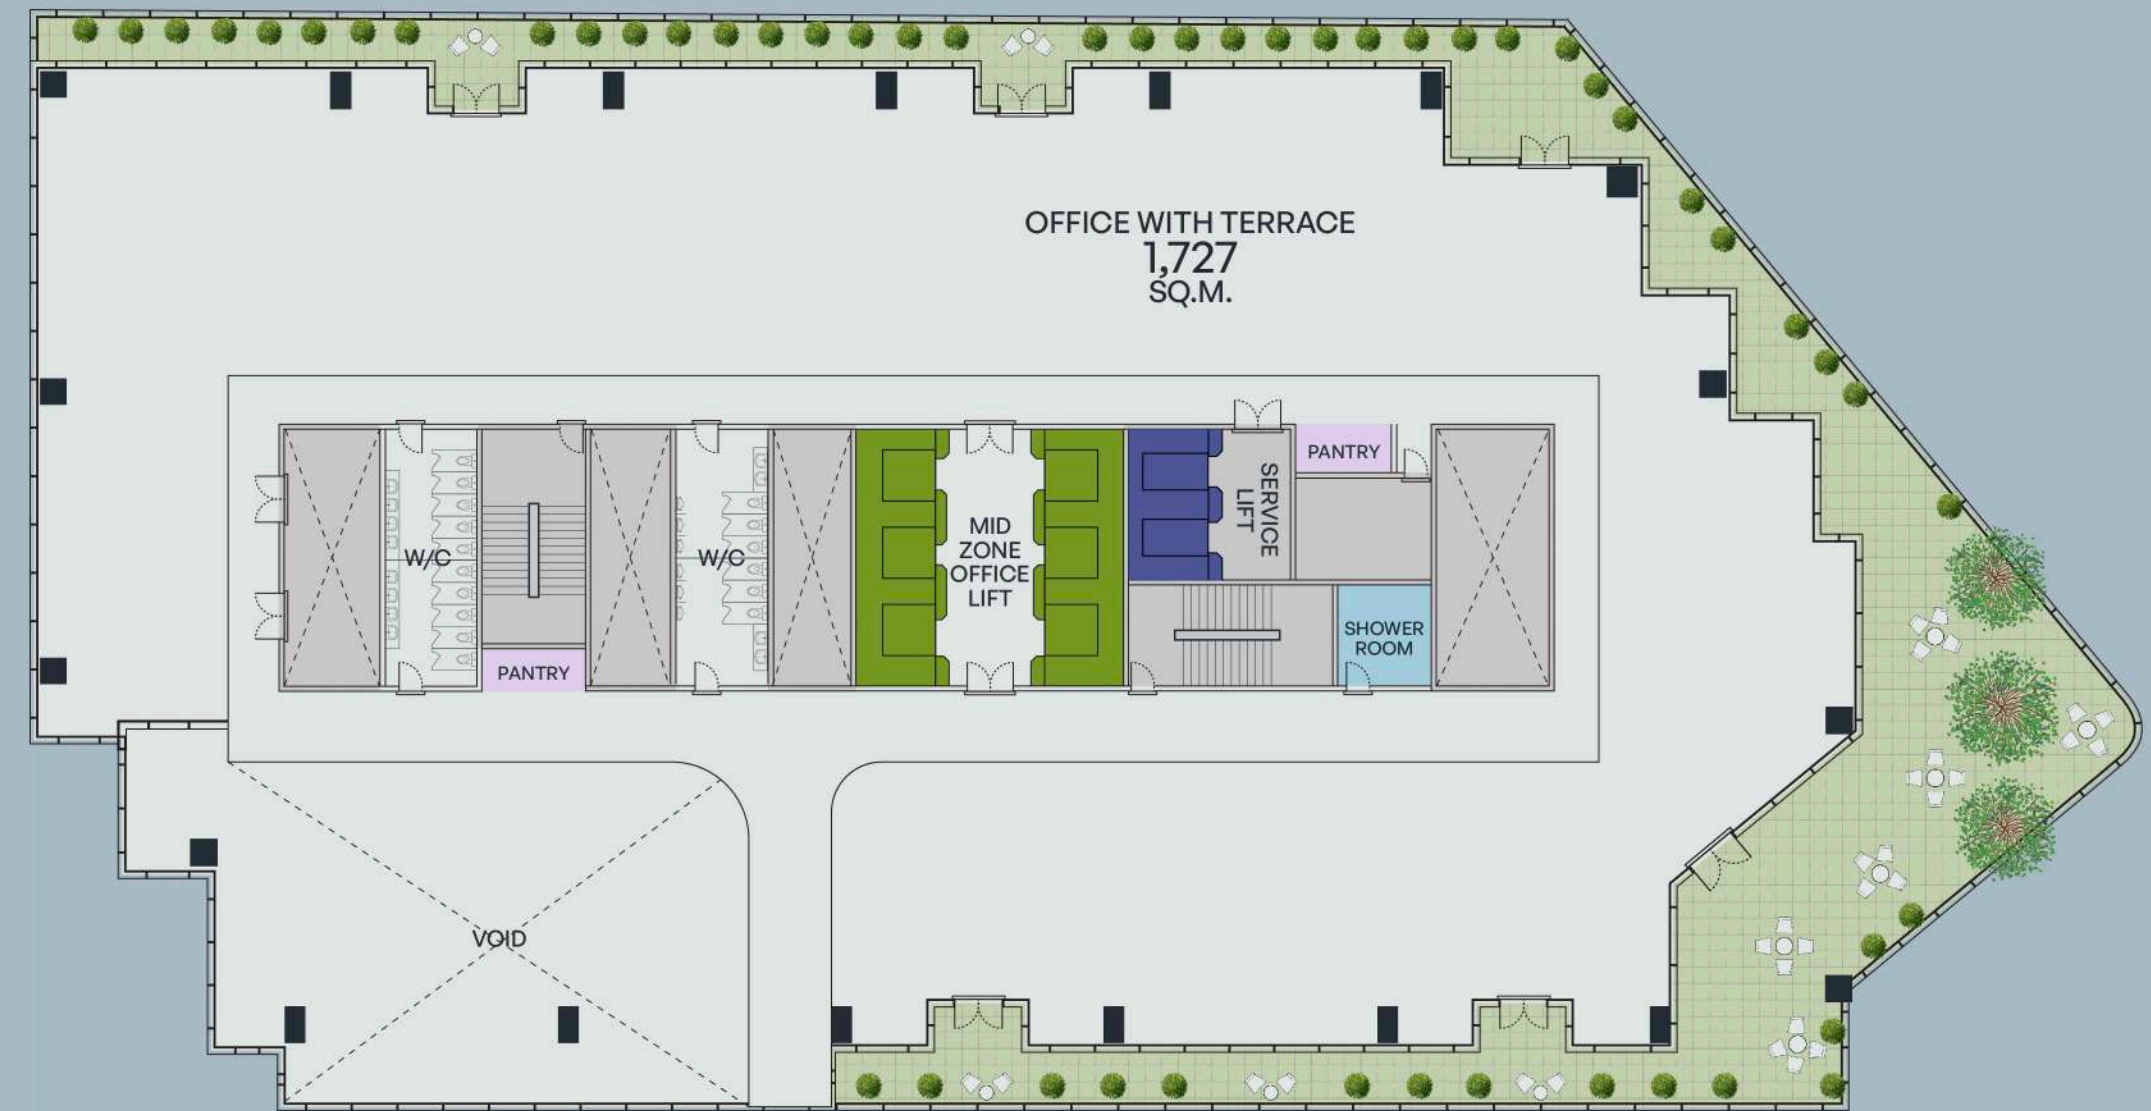 OFFICE WITH TERRACE
1,727
SQ.M.
PANTRY
SERVICE
LIFT
MID
ZONE
OFFICE
LIFT
W/C
W/C
SHOWER
ROOM
PANTRY
VOID